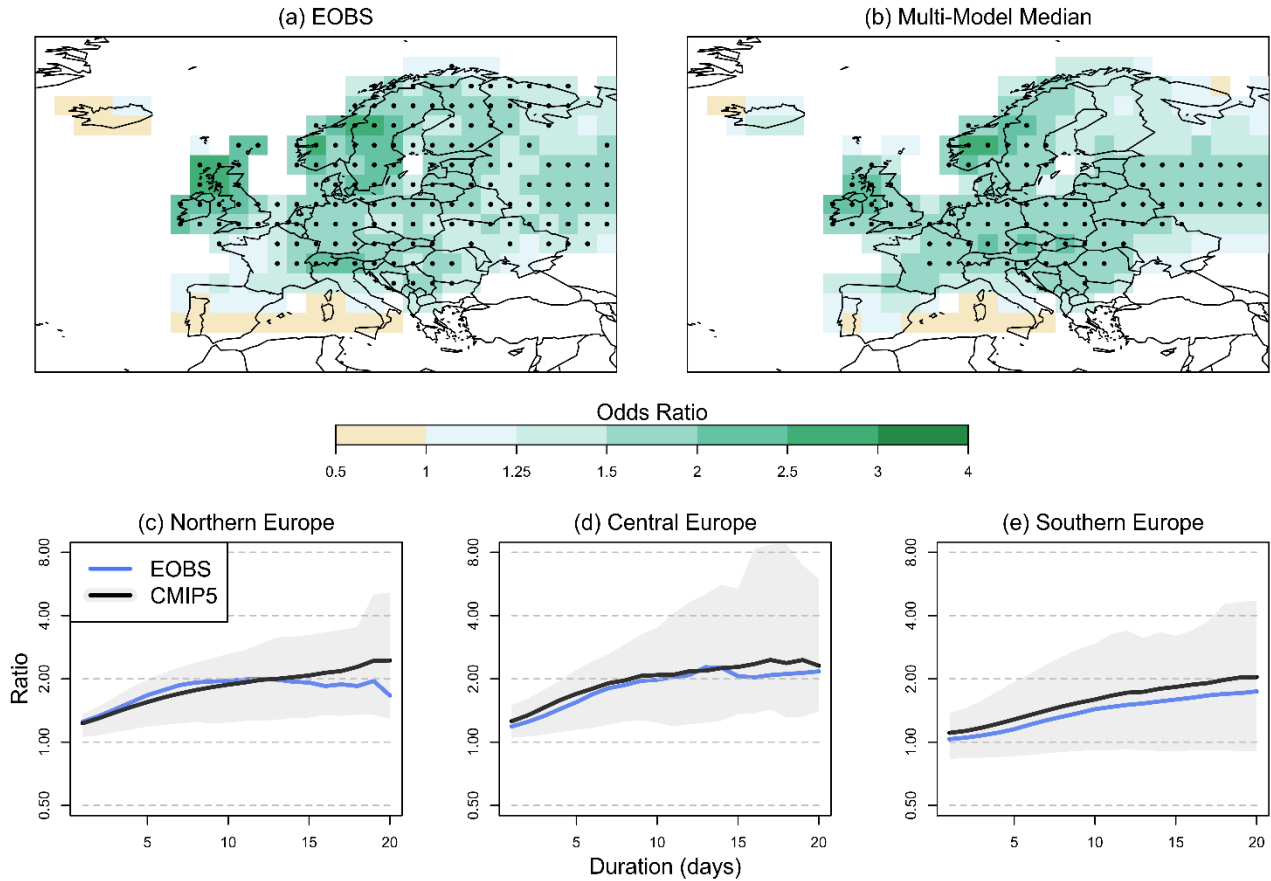 (a) EOBS
(b) Multi-Model Median
Odds Ratio
0.5 1 1.25 1.5 2 2.5 3 4
(c) Northern Europe
(d) Central Europe
(e) Southern Europe
EOBS
CMIP5
Ratio
8.00
4.00
2.00
1.00
0.50
5 10 15 20
8.00
4.00
2.00
1.00
0.50
5 10 15 20
8.00
4.00
2.00
1.00
0.50
5 10 15 20
Duration (days)